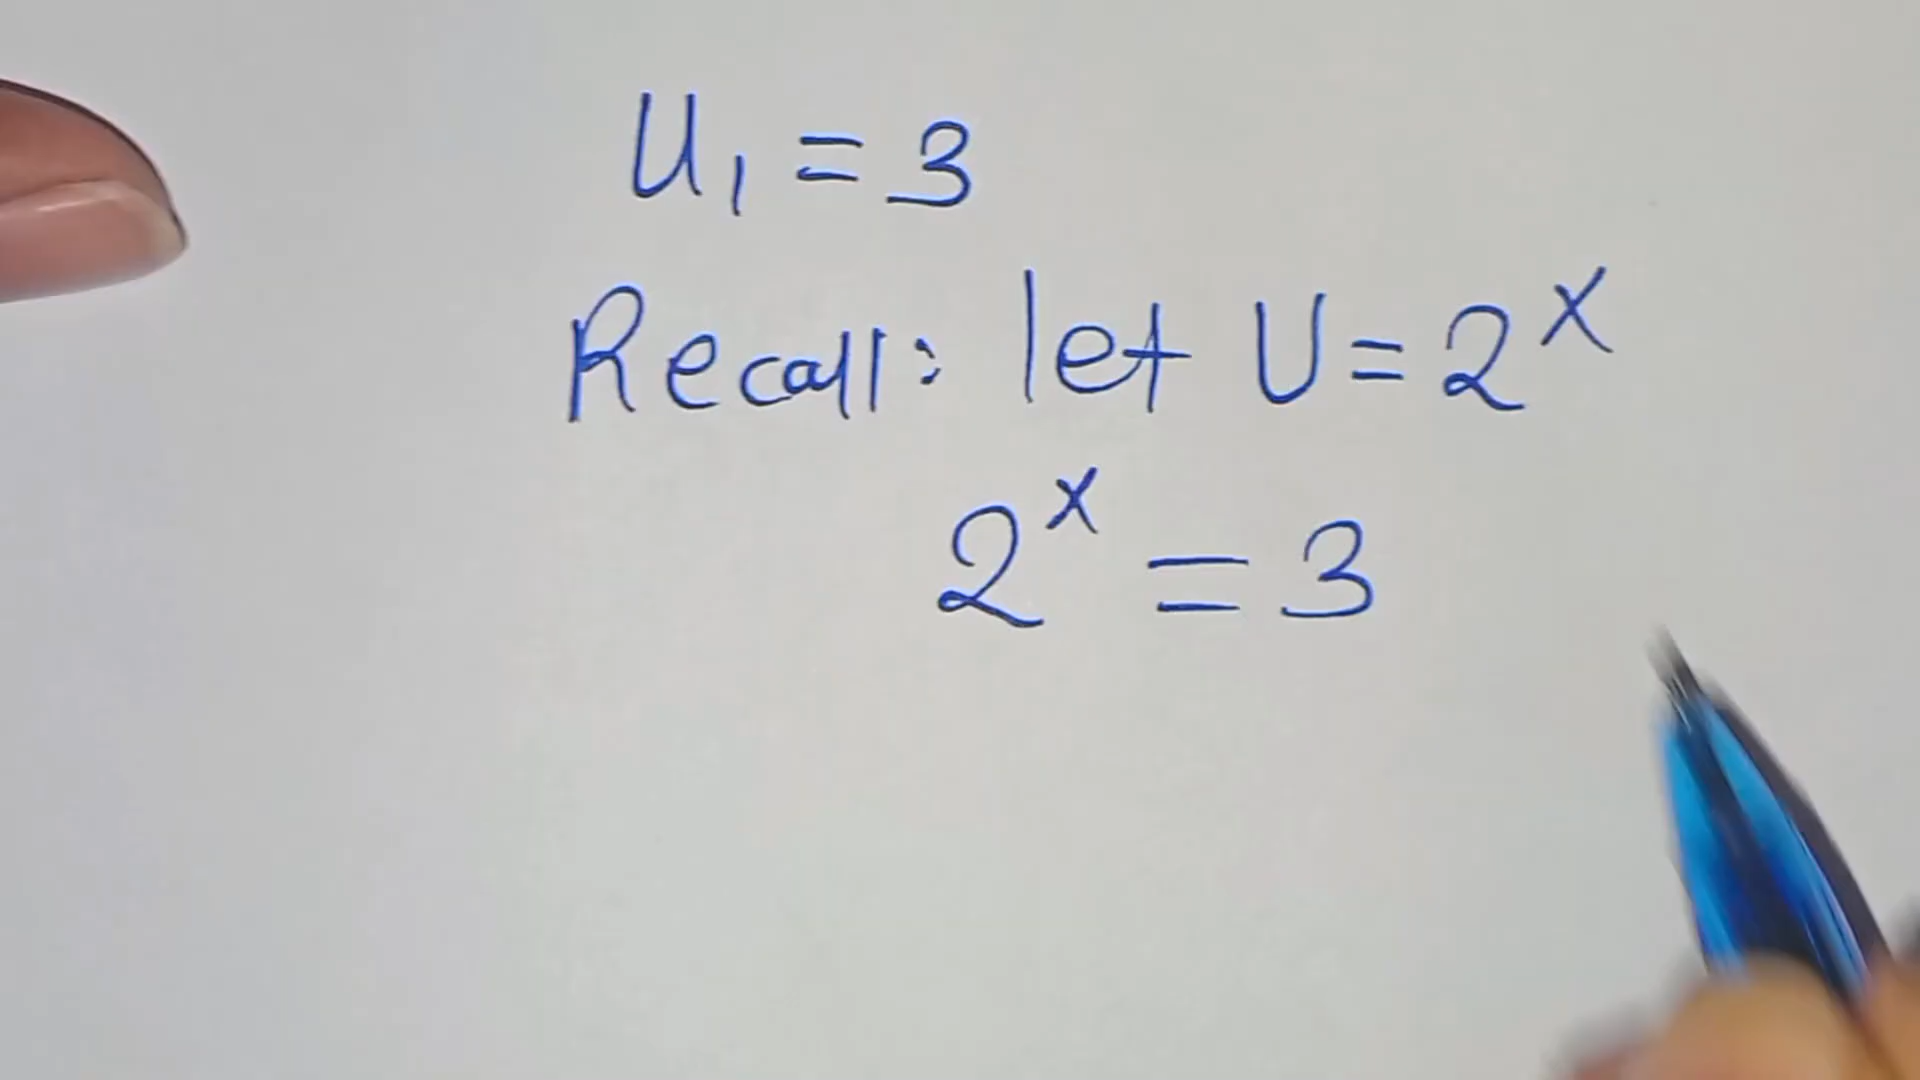 U₁ = 3
Recall: let U = 2ˣ
2ˣ = 3